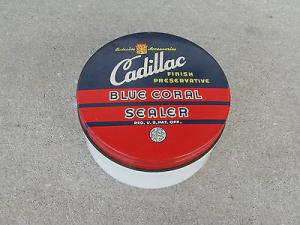 Exclusive Accessories
Cadillac
FINISH
PRESERVATIVE
BLUE CORAL
SEALER
REG. U.S. PAT. OFF.